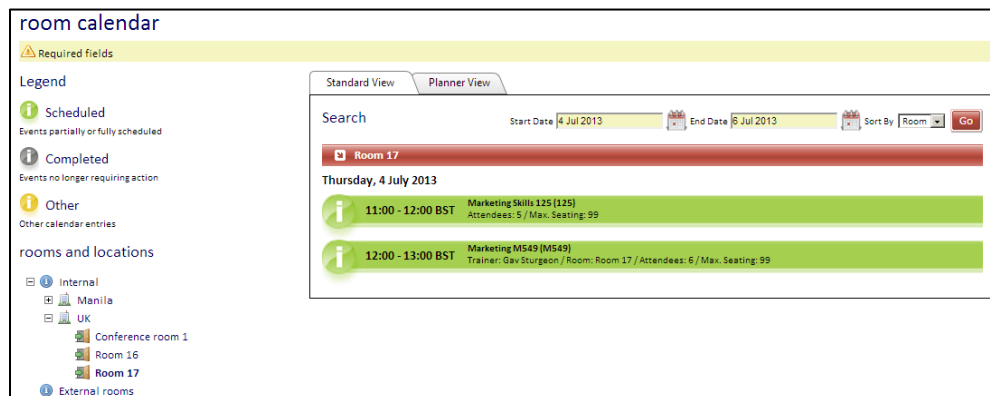 room calendar
Required fields
Legend
Scheduled
Events partially or fully scheduled
Completed
Events no longer requiring action
Other
Other calendar entries
rooms and locations
Internal
Manila
UK
Conference room 1
Room 16
Room 17
External rooms
Standard View Planner View
Search Start Date 4 Jul 2013 End Date 6 Jul 2013 Sort By Room Go
Room 17
Thursday, 4 July 2013
11:00 - 12:00 BST Marketing Skills 125 (125)
Attendees: 5 / Max. Seating: 99
12:00 - 13:00 BST Marketing M549 (M549)
Trainer: Gav Sturgeon / Room: Room 17 / Attendees: 6 / Max. Seating: 99